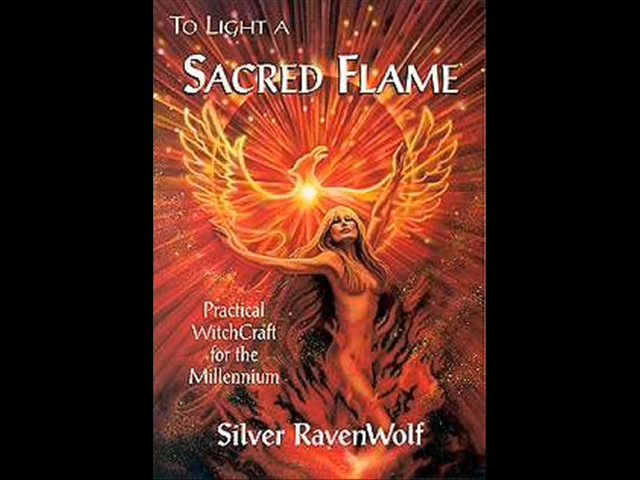 To Light a
Sacred Flame
Practical
WitchCraft
for the
Millennium
Silver RavenWolf